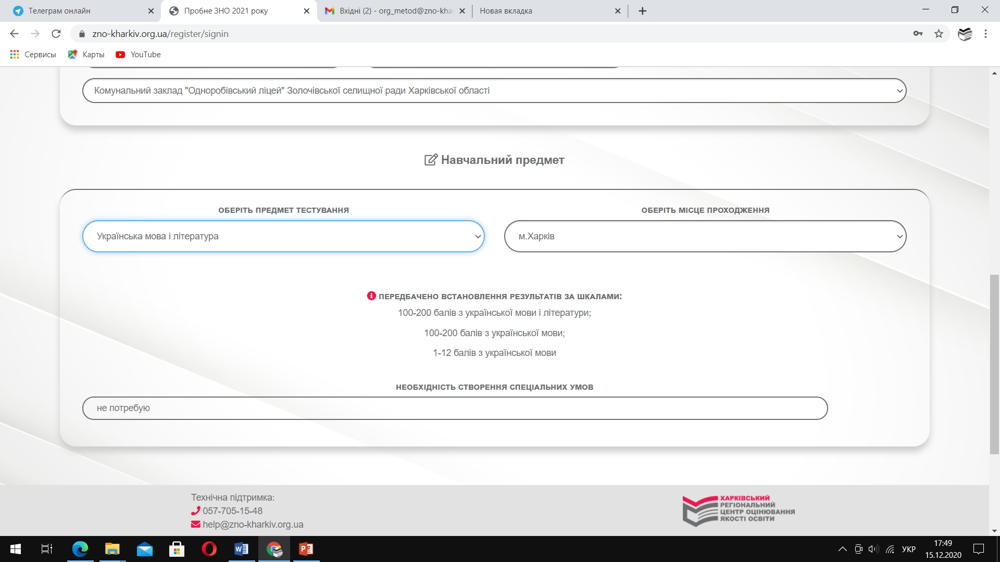 Телеграм онлайн
Пробне ЗНО 2021 року
Вхідні (2) - org_metod@zno-kha
Новая вкладка
zno-kharkiv.org.ua/register/signin
Сервисы
Карты
YouTube
Комунальний заклад "Одноробівський ліцей" Золочівської селищної ради Харківської області
Навчальний предмет
ОБЕРІТЬ ПРЕДМЕТ ТЕСТУВАННЯ
ОБЕРІТЬ МІСЦЕ ПРОХОДЖЕННЯ
Українська мова і література
м.Харків
ПЕРЕДБАЧЕНО ВСТАНОВЛЕННЯ РЕЗУЛЬТАТІВ ЗА ШКАЛАМИ:
100-200 балів з української мови і літератури;
100-200 балів з української мови;
1-12 балів з української мови
НЕОБХІДНІСТЬ СТВОРЕННЯ СПЕЦІАЛЬНИХ УМОВ
не потребую
Технічна підтримка:
057-705-15-48
help@zno-kharkiv.org.ua
ХАРКІВСЬКИЙ
РЕГІОНАЛЬНИЙ
ЦЕНТР ОЦІНЮВАННЯ
ЯКОСТІ ОСВІТИ
УКР
17:49
15.12.2020